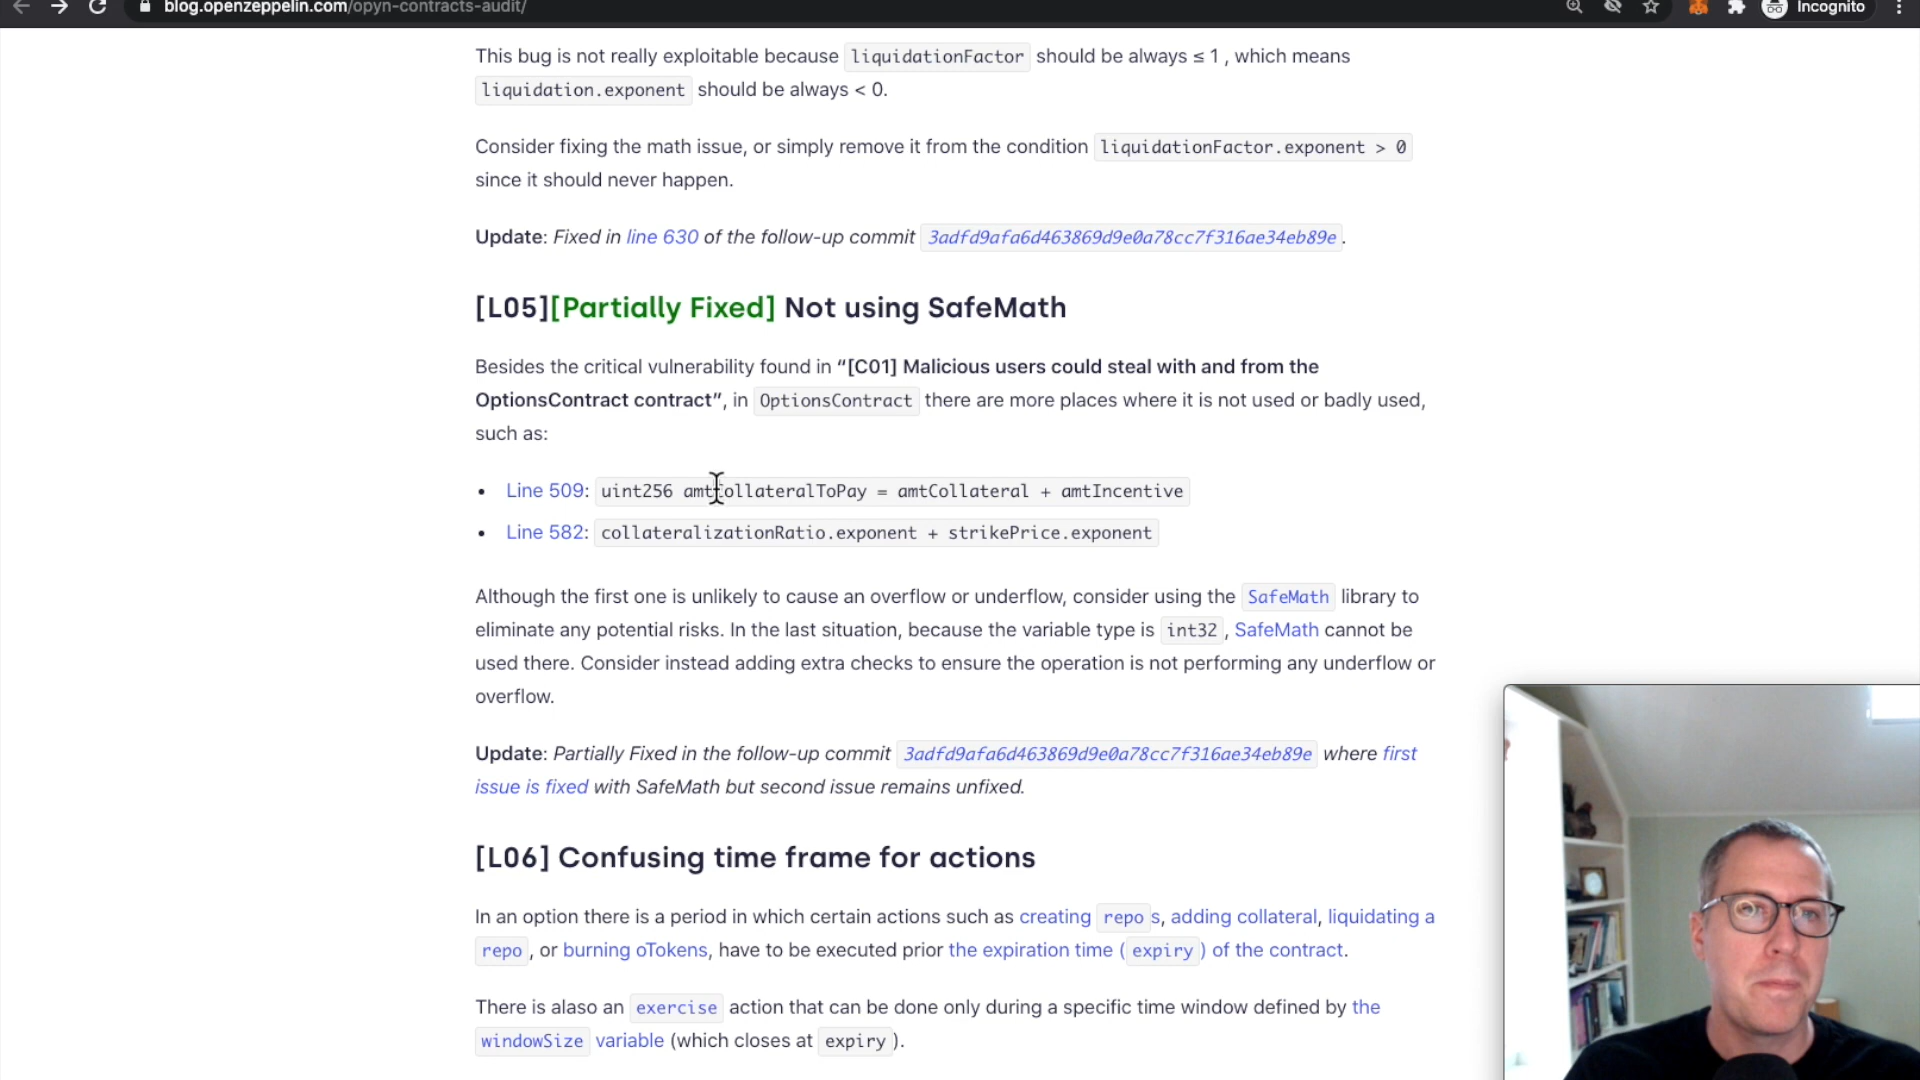 blog.openzeppelin.com/opyn-contracts-audit/
Incognito
This bug is not really exploitable because liquidationFactor should be always ≤ 1 , which means
liquidation.exponent should be always < 0.
Consider fixing the math issue, or simply remove it from the condition liquidationFactor.exponent > 0
since it should never happen.
Update: Fixed in line 630 of the follow-up commit 3adfd9afa6d463869d9e0a78cc7f316ae34eb89e.
[L05][Partially Fixed] Not using SafeMath
Besides the critical vulnerability found in “[C01] Malicious users could steal with and from the
OptionsContract contract”, in OptionsContract there are more places where it is not used or badly used,
such as:
• Line 509: uint256 amtCollateralToPay = amtCollateral + amtIncentive
• Line 582: collateralizationRatio.exponent + strikePrice.exponent
Although the first one is unlikely to cause an overflow or underflow, consider using the SafeMath library to
eliminate any potential risks. In the last situation, because the variable type is int32, SafeMath cannot be
used there. Consider instead adding extra checks to ensure the operation is not performing any underflow or
overflow.
Update: Partially Fixed in the follow-up commit 3adfd9afa6d463869d9e0a78cc7f316ae34eb89e where first
issue is fixed with SafeMath but second issue remains unfixed.
[L06] Confusing time frame for actions
In an option there is a period in which certain actions such as creating repo s, adding collateral, liquidating a
repo , or burning oTokens, have to be executed prior the expiration time ( expiry ) of the contract.
There is alaso an exercise action that can be done only during a specific time window defined by the
windowSize variable (which closes at expiry ).